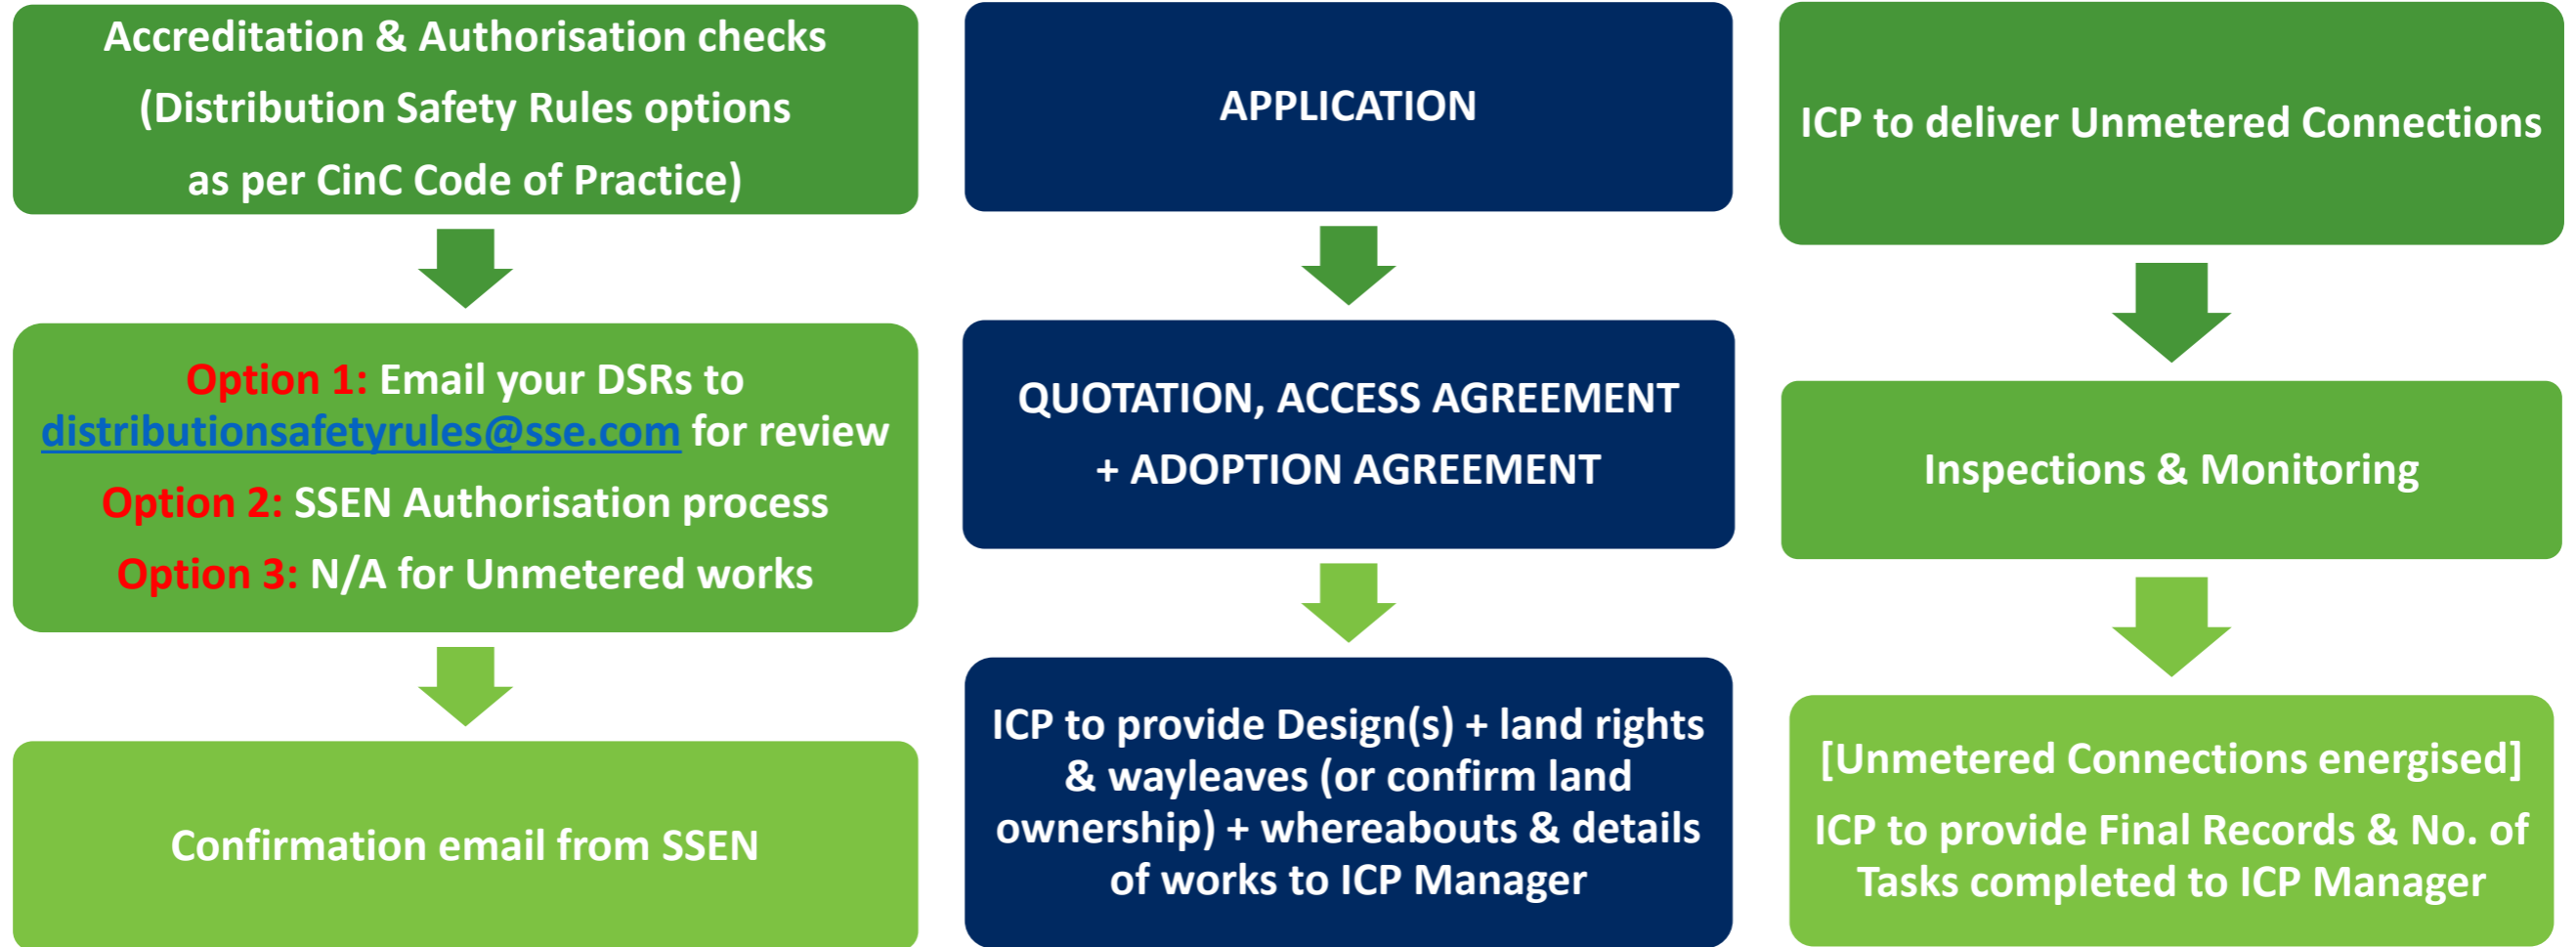 Accreditation & Authorisation checks
(Distribution Safety Rules options
as per CinC Code of Practice)
Option 1: Email your DSRs to
distributionsafetyrules@sse.com for review
Option 2: SSEN Authorisation process
Option 3: N/A for Unmetered works
Confirmation email from SSEN
APPLICATION
QUOTATION, ACCESS AGREEMENT
+ ADOPTION AGREEMENT
ICP to provide Design(s) + land rights
& wayleaves (or confirm land
ownership) + whereabouts & details
of works to ICP Manager
ICP to deliver Unmetered Connections
Inspections & Monitoring
[Unmetered Connections energised]
ICP to provide Final Records & No. of
Tasks completed to ICP Manager